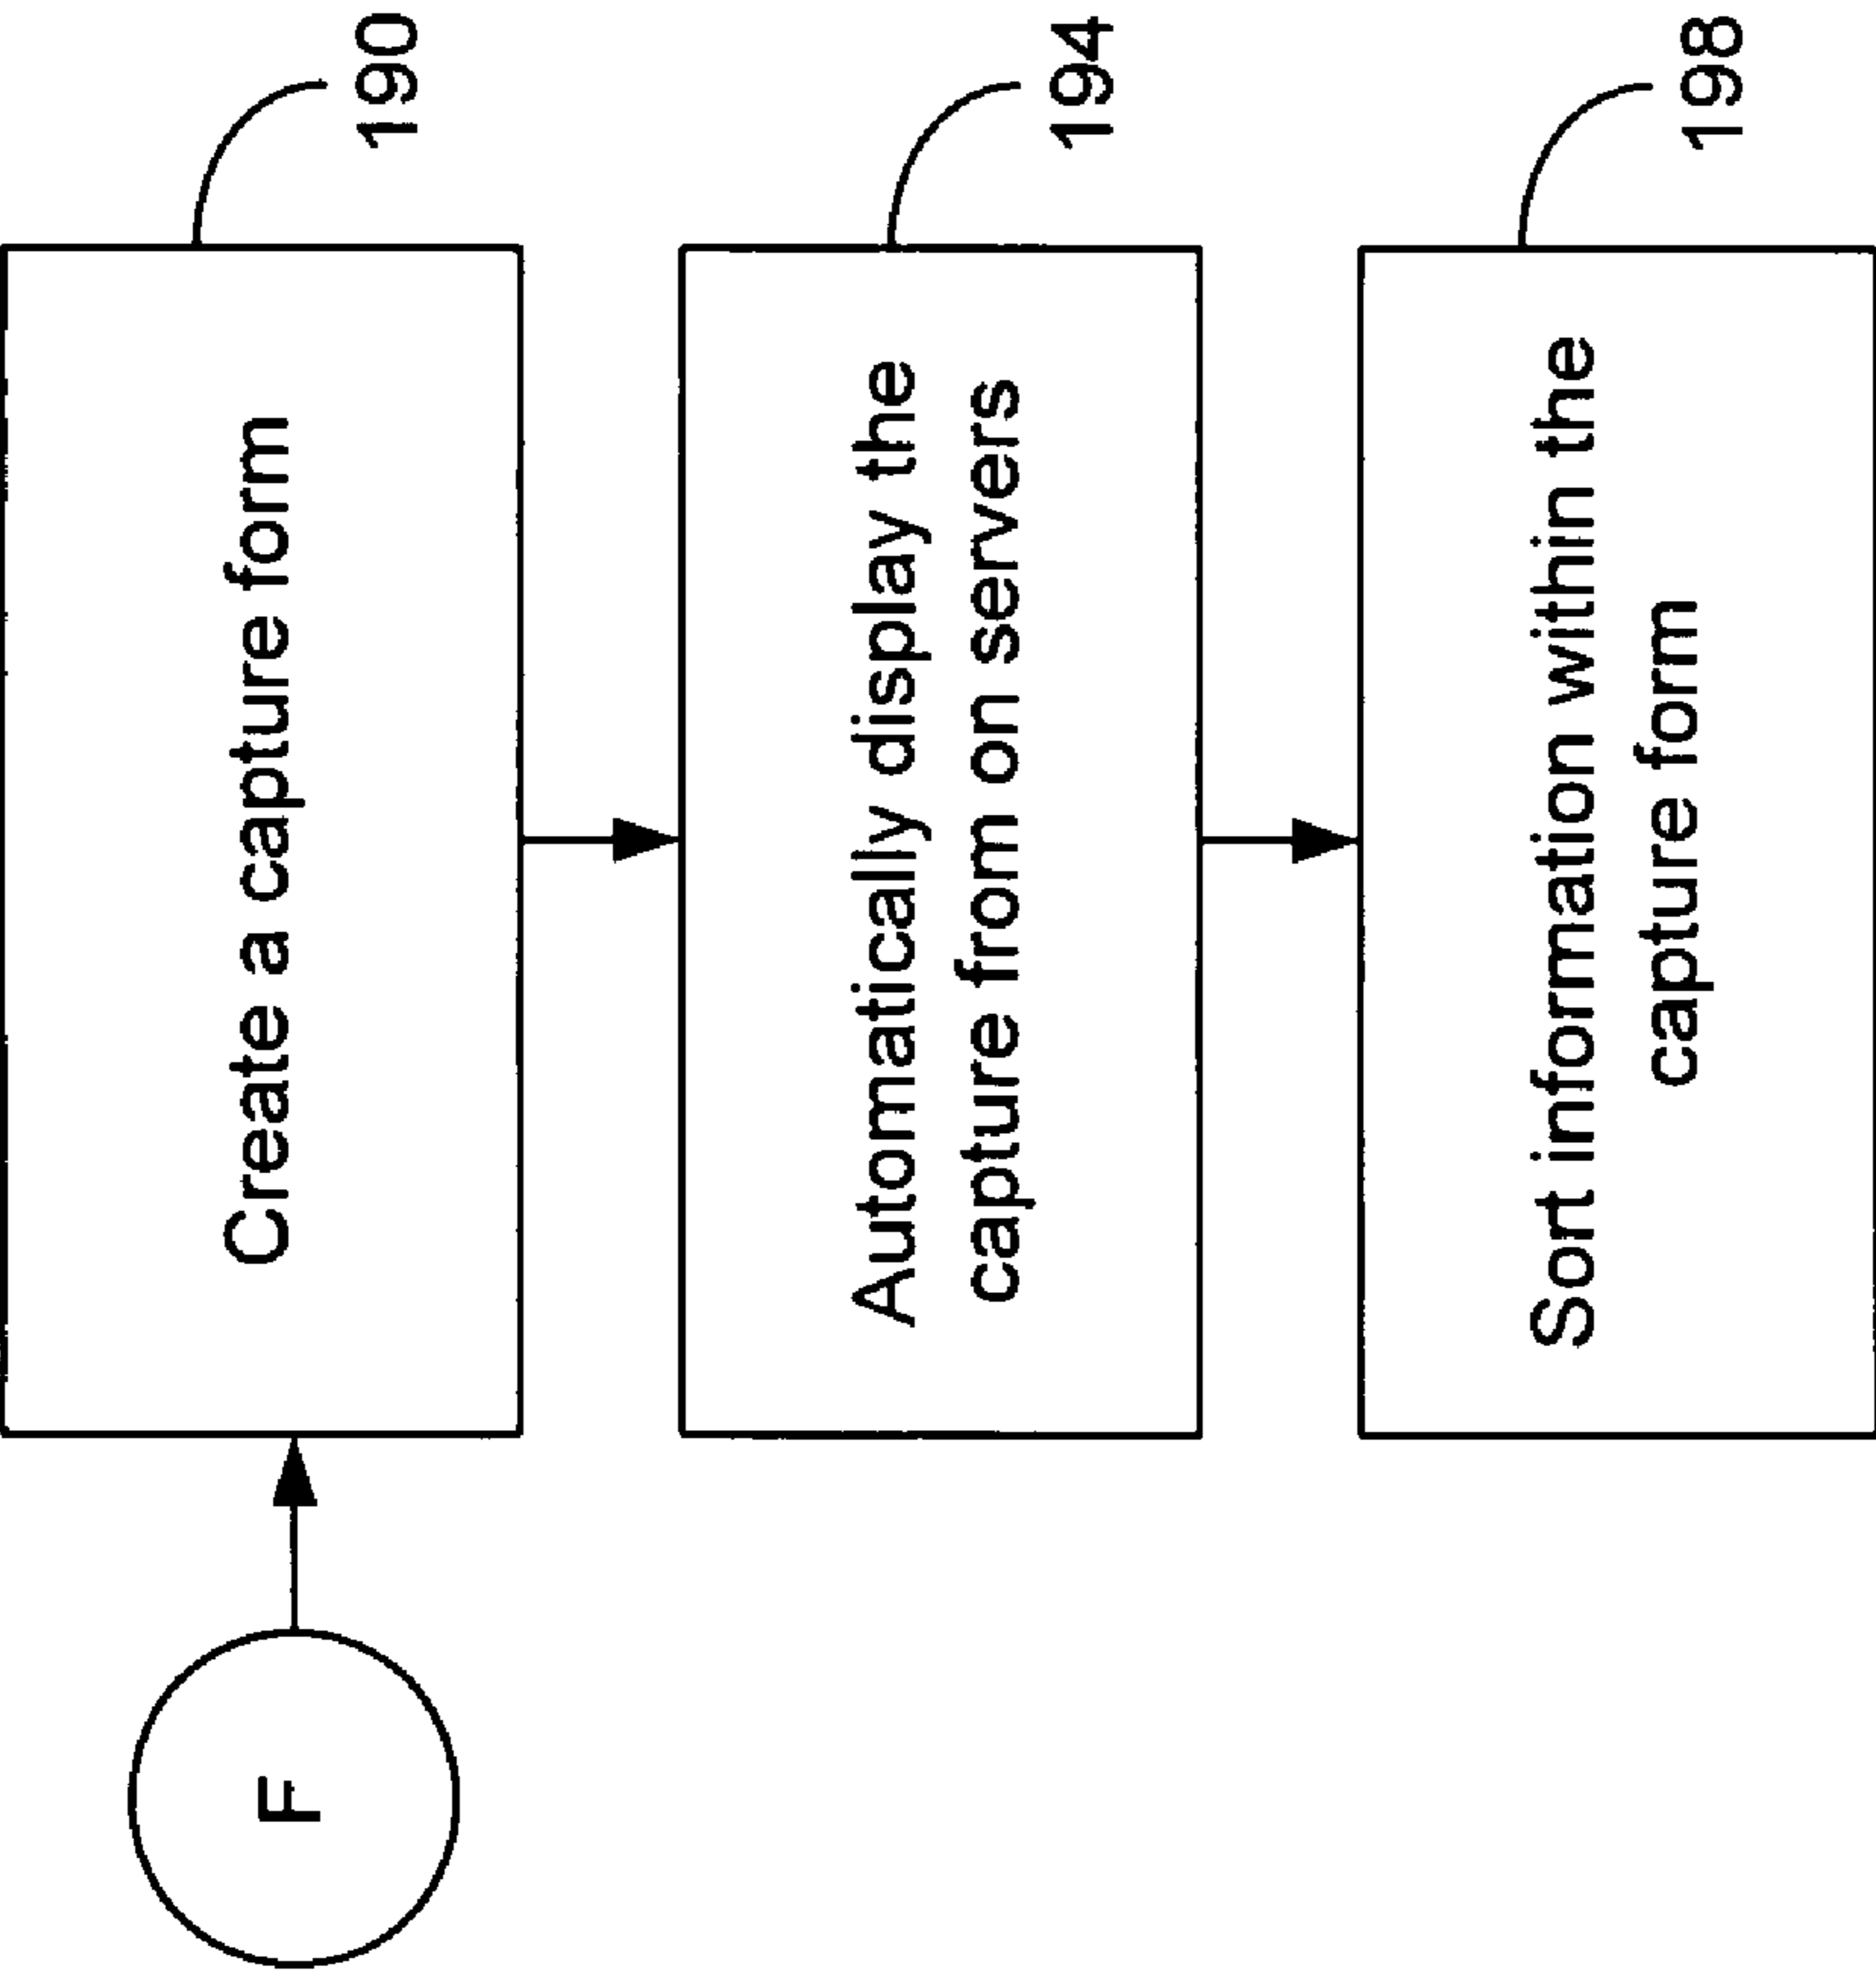 F
Create a capture form
190
Automatically display the
capture from on servers
194
Sort information within the
capture form
198